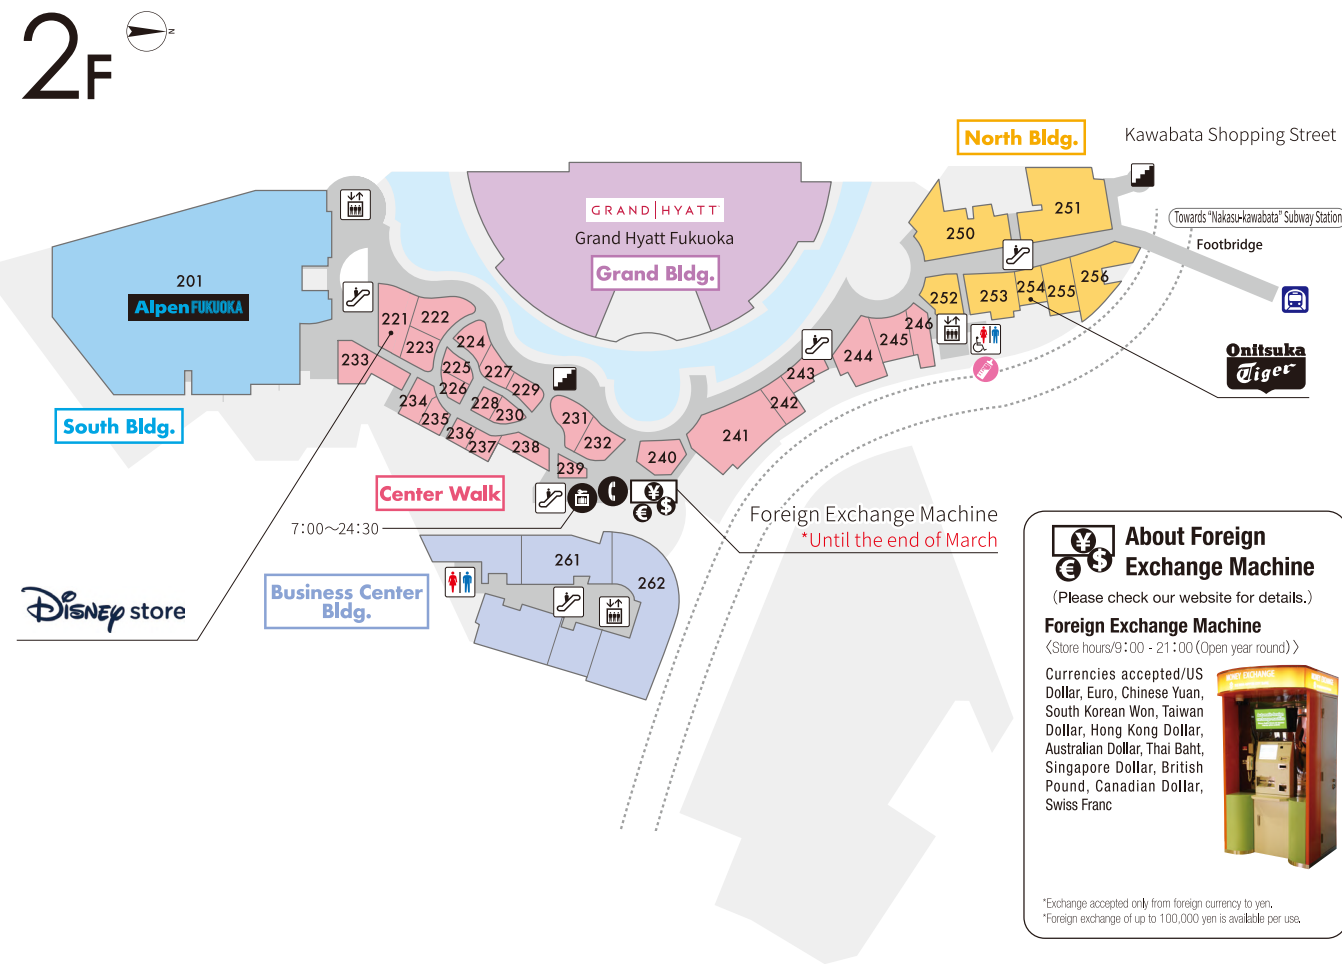 2F
N
North Bldg.
Kawabata Shopping Street
Towards "Nakasu-kawabata" Subway Station
Footbridge
GRAND HYATT
Grand Hyatt Fukuoka
Grand Bldg.
201
Alpen FUKUOKA
South Bldg.
221
222
223
224
225
226
227
228
229
230
231
232
233
234
235
236
237
238
239
240
241
242
243
244
245
246
250
251
252
253
254
255
256
Onitsuka
Tiger
Center Walk
7:00~24:30
Foreign Exchange Machine
*Until the end of March
¥
€ $
261
262
Business Center
Bldg.
Disney store
¥
€ $
About Foreign
Exchange Machine
(Please check our website for details.)
Foreign Exchange Machine
〈Store hours/9:00 - 21:00 (Open year round)〉
Currencies accepted/US
Dollar, Euro, Chinese Yuan,
South Korean Won, Taiwan
Dollar, Hong Kong Dollar,
Australian Dollar, Thai Baht,
Singapore Dollar, British
Pound, Canadian Dollar,
Swiss Franc
MONEY EXCHANGE
*Exchange accepted only from foreign currency to yen.
*Foreign exchange of up to 100,000 yen is available per use.